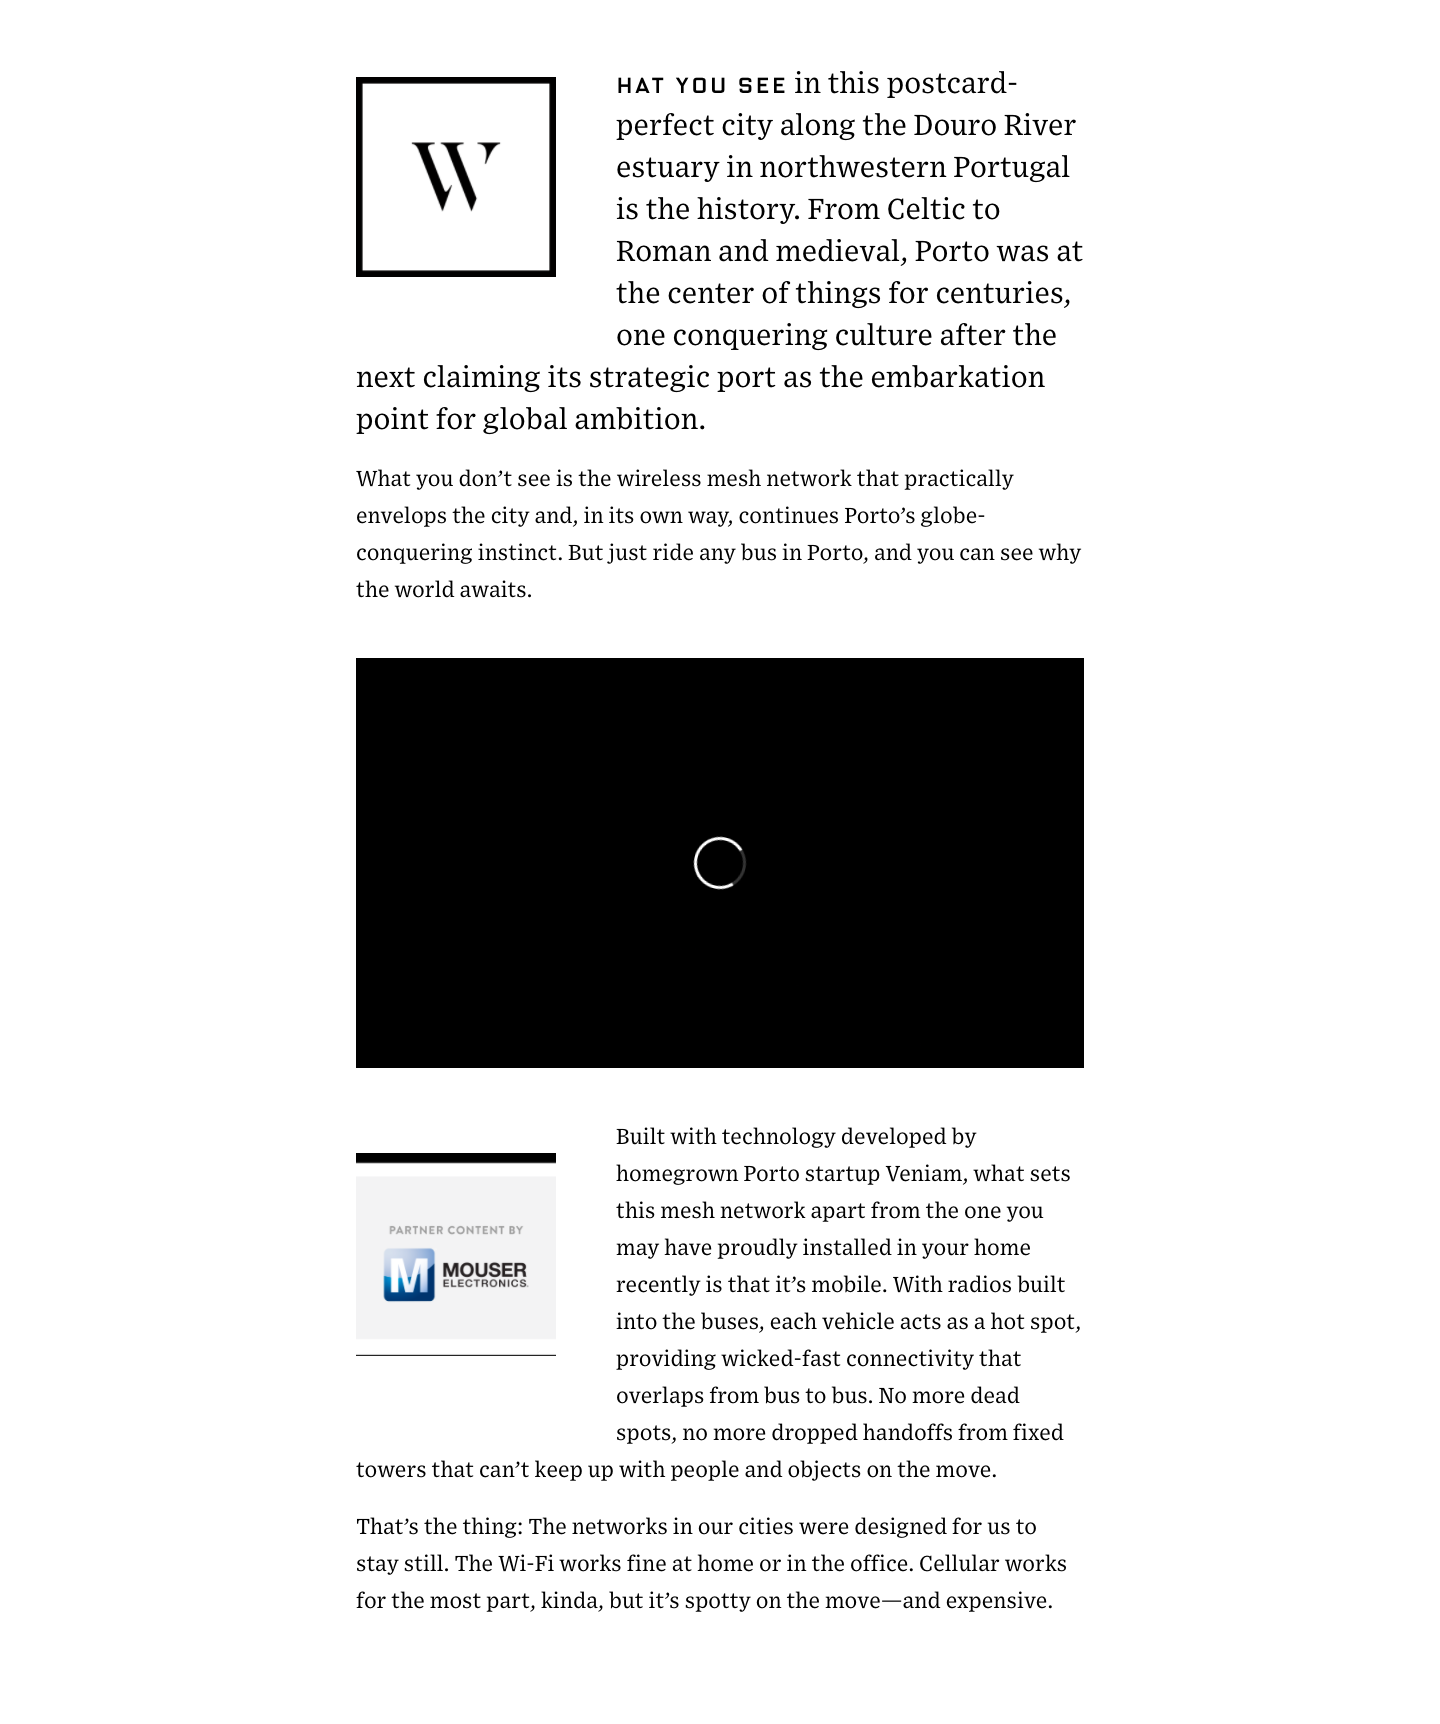 W
HAT YOU SEE in this postcard-
perfect city along the Douro River
estuary in northwestern Portugal
is the history. From Celtic to
Roman and medieval, Porto was at
the center of things for centuries,
one conquering culture after the
next claiming its strategic port as the embarkation
point for global ambition.
What you don’t see is the wireless mesh network that practically
envelops the city and, in its own way, continues Porto’s globe-
conquering instinct. But just ride any bus in Porto, and you can see why
the world awaits.
Built with technology developed by
homegrown Porto startup Veniam, what sets
this mesh network apart from the one you
may have proudly installed in your home
recently is that it’s mobile. With radios built
into the buses, each vehicle acts as a hot spot,
providing wicked-fast connectivity that
overlaps from bus to bus. No more dead
spots, no more dropped handoffs from fixed
towers that can’t keep up with people and objects on the move.
PARTNER CONTENT BY
M MOUSER
ELECTRONICS
That’s the thing: The networks in our cities were designed for us to
stay still. The Wi-Fi works fine at home or in the office. Cellular works
for the most part, kinda, but it’s spotty on the move—and expensive.